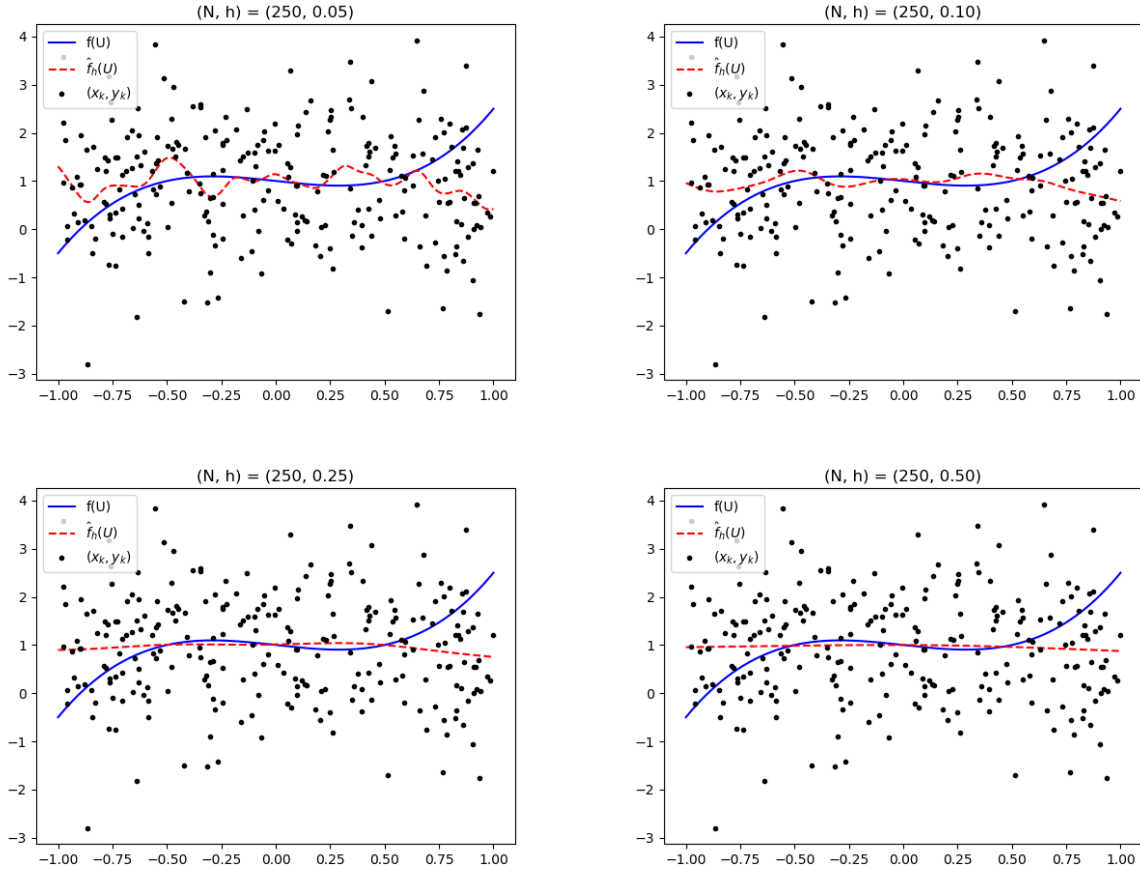 (N, h) = (250, 0.05)
4
3
2
1
0
−1
−2
−3
f(U)
f̂_h(U)
(x_k, y_k)
−1.00 −0.75 −0.50 −0.25 0.00 0.25 0.50 0.75 1.00
(N, h) = (250, 0.10)
4
3
2
1
0
−1
−2
−3
f(U)
f̂_h(U)
(x_k, y_k)
−1.00 −0.75 −0.50 −0.25 0.00 0.25 0.50 0.75 1.00
(N, h) = (250, 0.25)
4
3
2
1
0
−1
−2
−3
f(U)
f̂_h(U)
(x_k, y_k)
−1.00 −0.75 −0.50 −0.25 0.00 0.25 0.50 0.75 1.00
(N, h) = (250, 0.50)
4
3
2
1
0
−1
−2
−3
f(U)
f̂_h(U)
(x_k, y_k)
−1.00 −0.75 −0.50 −0.25 0.00 0.25 0.50 0.75 1.00